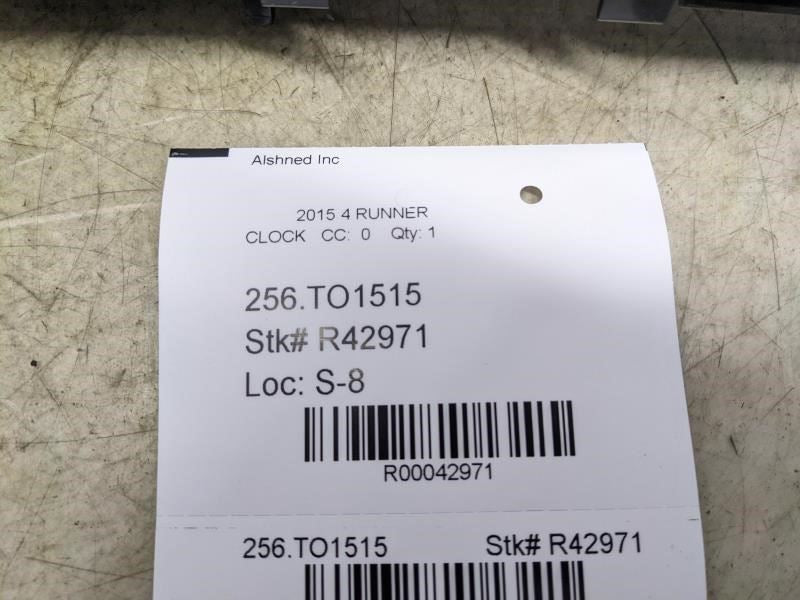 Alshned Inc
2015 4 RUNNER
CLOCK CC: 0 Qty: 1
256.TO1515
Stk# R42971
Loc: S-8
R00042971
256.TO1515 Stk# R42971